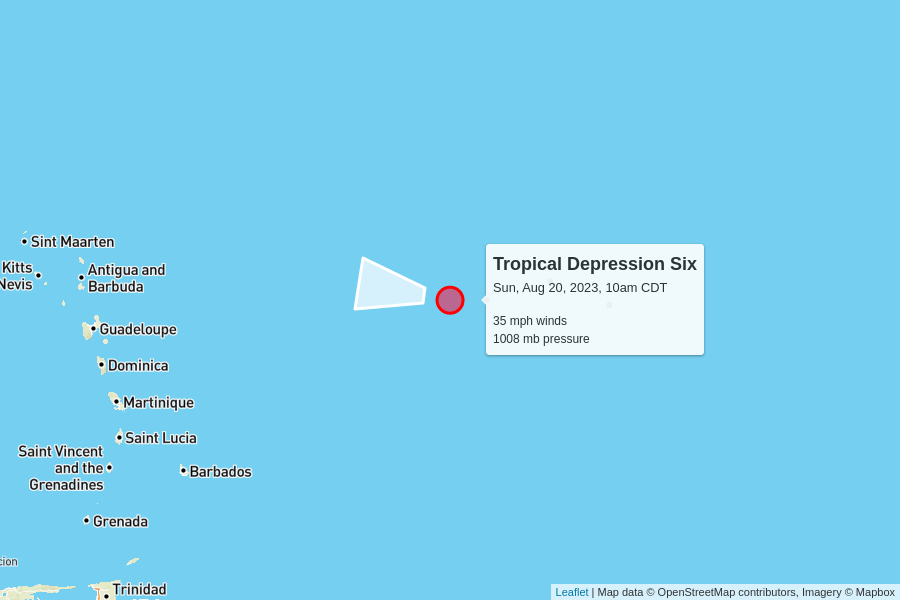 Sint Maarten
Kitts
Nevis
Antigua and
Barbuda
Guadeloupe
Dominica
Martinique
Saint Lucia
Saint Vincent
and the
Grenadines
Barbados
Grenada
cion
Trinidad
Tropical Depression Six
Sun, Aug 20, 2023, 10am CDT
35 mph winds
1008 mb pressure
Leaflet | Map data © OpenStreetMap contributors, Imagery © Mapbox